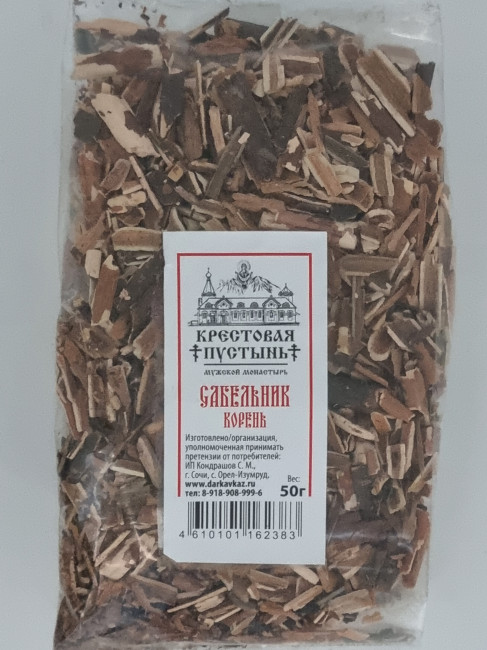 КРЕСТОВАЯ
ПУСТЫНЬ
МУЖСКОЙ МОНАСТЫРЬ
САБЕЛЬНИК
КОРЕНЬ
Изготовлено/организация,
уполномоченная принимать
претензии от потребителей:
ИП Кондрашов С. М.,
г. Сочи, с. Орел-Изумруд,
www.darkavkaz.ru
тел: 8-918-908-999-6
Вес:
50г
4 610101 162383